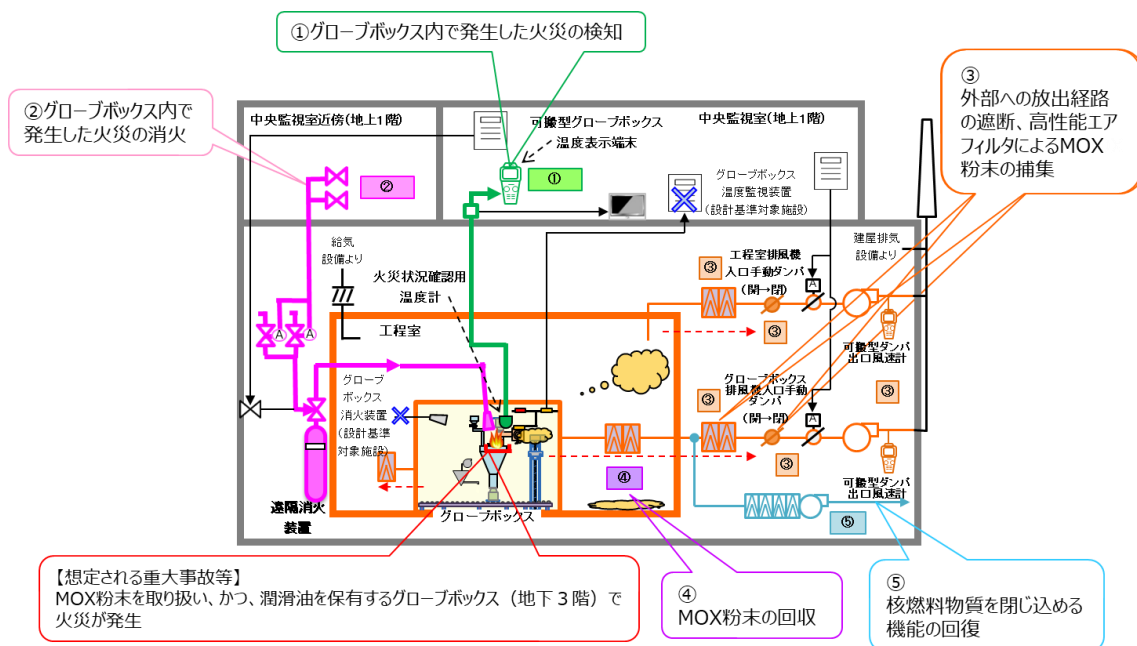 ①グローブボックス内で発生した火災の検知
②グローブボックス内で
発生した火災の消火
③
外部への放出経路
の遮断、高性能エア
フィルタによるMOX
粉末の捕集
中央監視室近傍(地上1階)
可搬型グローブボックス
温度表示端末
中央監視室(地上1階)
①
②
グローブボックス
温度監視装置
(設計基準対象施設)
給気
設備より
火災状況確認用
温度計
工程室排風機
入口手動ダンパ
(開→閉)
③
③
建屋排気
設備より
A
A
A
A
可搬型ダンパ
出口風速計
工程室
グローブ
ボックス
消火装置
(設計基準
対象施設)
グローブボックス
排風機入口手動
ダンパ
(開→閉)
③
③
③
④
可搬型ダンパ
出口風速計
⑤
遠隔消火
装置
グローブボックス
【想定される重大事故等】
MOX粉末を取り扱い、かつ、潤滑油を保有するグローブボックス（地下３階）で
火災が発生
④
MOX粉末の回収
⑤
核燃料物質を閉じ込める
機能の回復